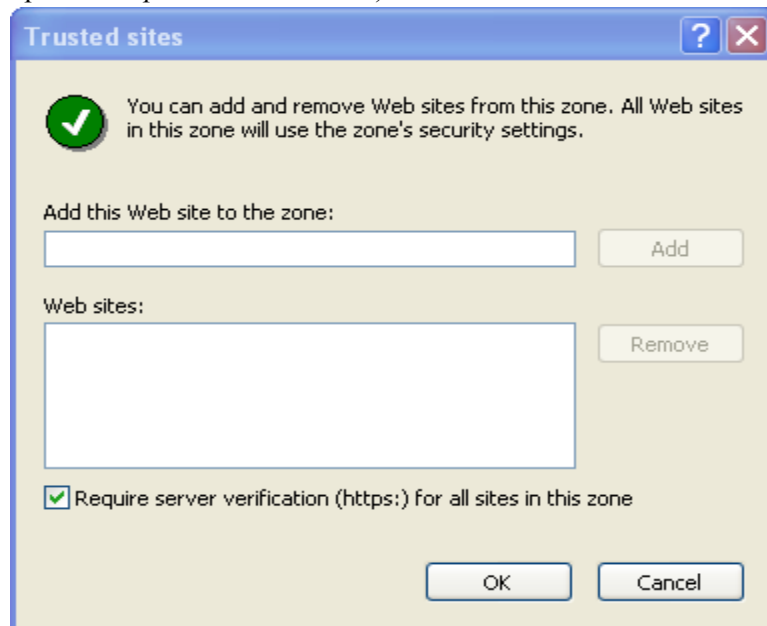 Trusted sites
You can add and remove Web sites from this zone. All Web sites
in this zone will use the zone's security settings.
Add this Web site to the zone:
Add
Web sites:
Remove
Require server verification (https:) for all sites in this zone
OK
Cancel